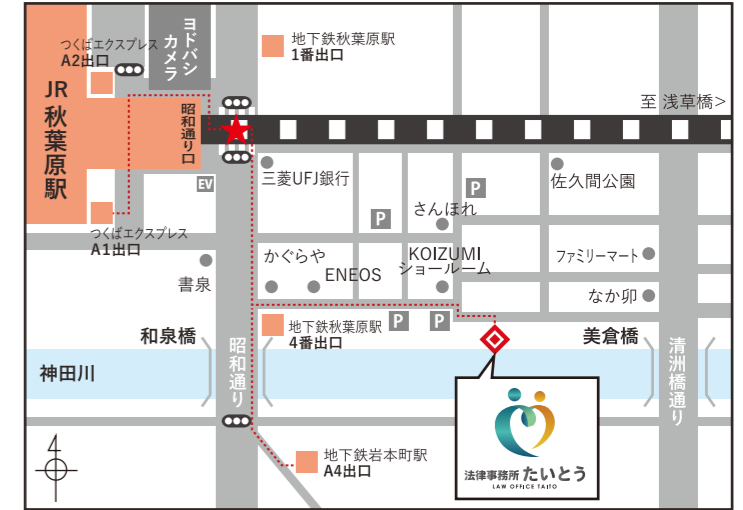 つくばエクスプレス
A2出口
ヨドバシ
カメラ
地下鉄秋葉原駅
1番出口
JR
秋葉原駅
昭和通り口
至 浅草橋>
EV
三菱UFJ銀行
P
佐久間公園
P
さんほれ
つくばエクスプレス
A1出口
書泉
かぐらや
ENEOS
KOIZUMI
ショールーム
ファミリーマート
なか卯
和泉橋
地下鉄秋葉原駅
4番出口
P
P
美倉橋
神田川
昭和通り
清洲橋通り
地下鉄岩本町駅
A4出口
法律事務所 たいとう
LAW OFFICE TAITO
4